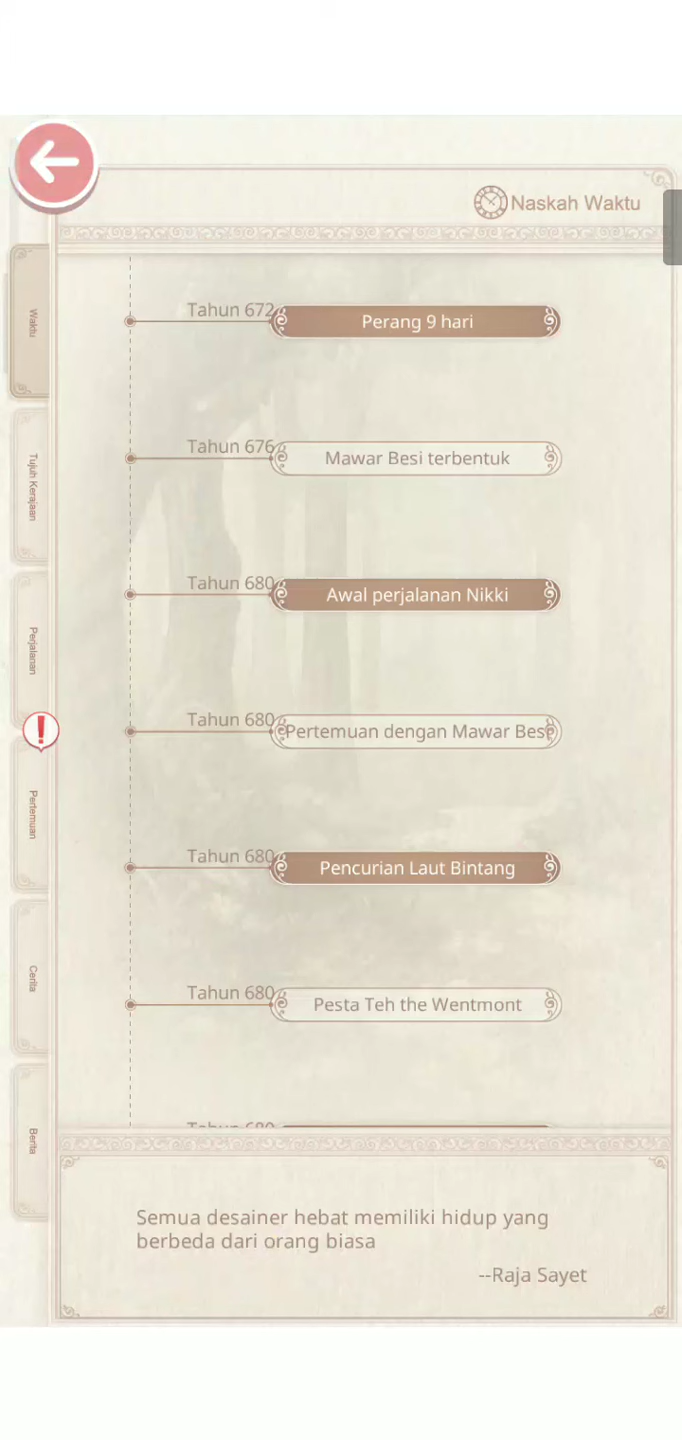 Naskah Waktu
Waktu
Tujuh Kerajaan
Perjalanan
Pertemuan
Cerita
Berita
Tahun 672
Perang 9 hari
Tahun 676
Mawar Besi terbentuk
Tahun 680
Awal perjalanan Nikki
Tahun 680
Pertemuan dengan Mawar Besi
Tahun 680
Pencurian Laut Bintang
Tahun 680
Pesta Teh the Wentmont
Tahun 680
Semua desainer hebat memiliki hidup yang
berbeda dari orang biasa
--Raja Sayet